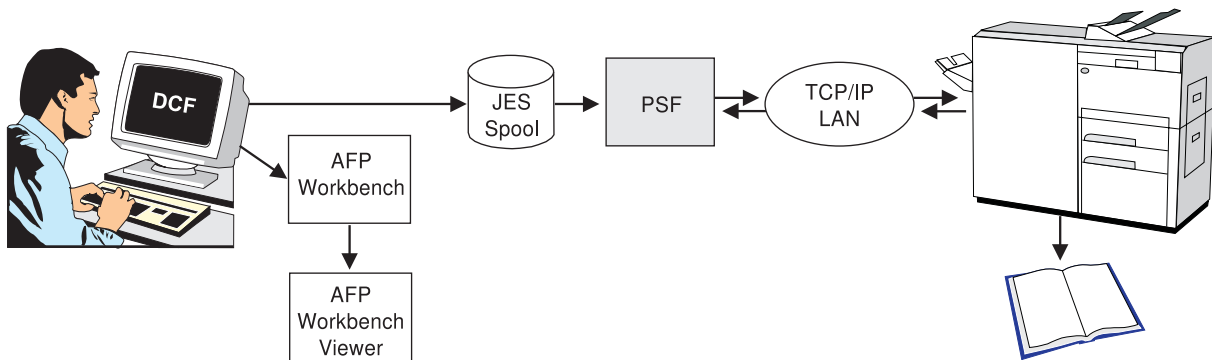 DCF
JES
Spool
PSF
TCP/IP
LAN
AFP
Workbench
AFP
Workbench
Viewer